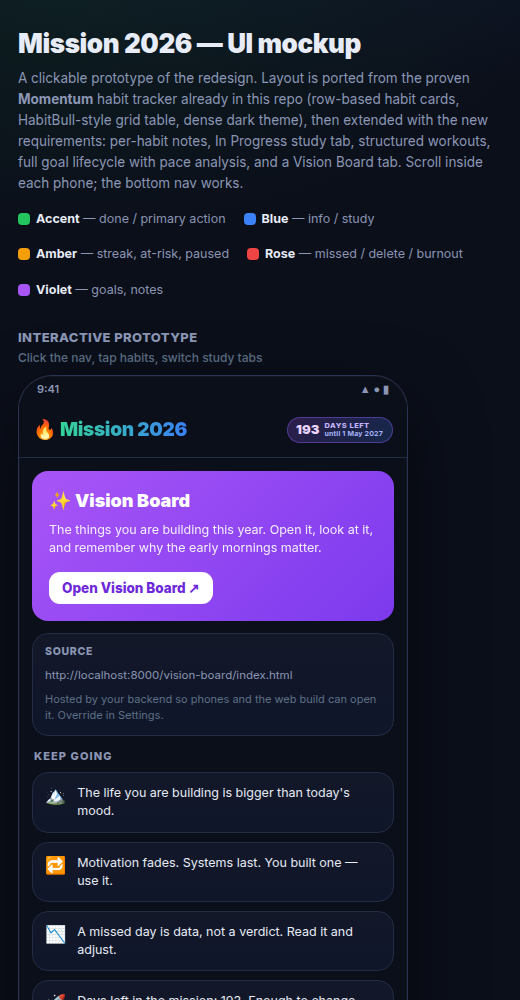 Mission 2026 — UI mockup
A clickable prototype of the redesign. Layout is ported from the proven
Momentum habit tracker already in this repo (row-based habit cards,
HabitBull-style grid table, dense dark theme), then extended with the new
requirements: per-habit notes, In Progress study tab, structured workouts,
full goal lifecycle with pace analysis, and a Vision Board tab. Scroll inside
each phone; the bottom nav works.
Accent — done / primary action
Blue — info / study
Amber — streak, at-risk, paused
Rose — missed / delete / burnout
Violet — goals, notes
INTERACTIVE PROTOTYPE
Click the nav, tap habits, switch study tabs
9:41
🔥 Mission 2026
193 DAYS LEFT
until 1 May 2027
✨ Vision Board
The things you are building this year. Open it, look at it,
and remember why the early mornings matter.
Open Vision Board ↗
SOURCE
http://localhost:8000/vision-board/index.html
Hosted by your backend so phones and the web build can open
it. Override in Settings.
KEEP GOING
The life you are building is bigger than today's
mood.
Motivation fades. Systems last. You built one —
use it.
A missed day is data, not a verdict. Read it and
adjust.
Days left in the mission: 193. Enough to change